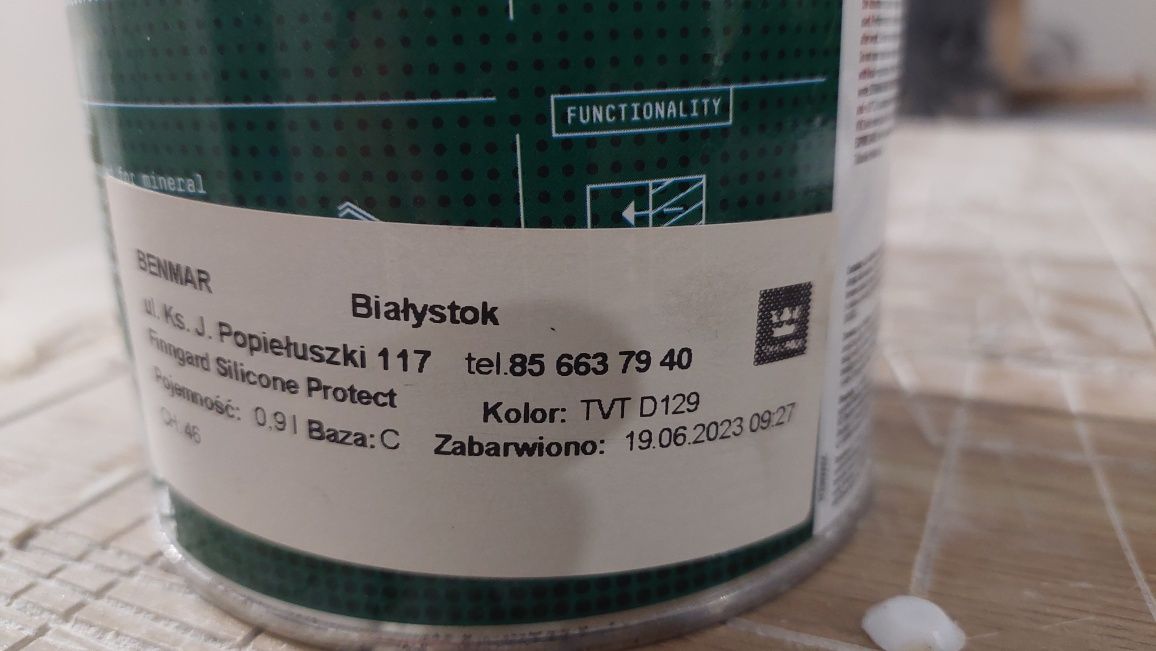 FUNCTIONALITY
for mineral
BENMAR
Białystok
ul. Ks. J. Popiełuszki 117 tel.85 663 79 40
Finngard Silicone Protect
Kolor: TVT D129
Pojemność: 0,9 l Baza: C Zabarwiono: 19.06.2023 09:27
CH.46